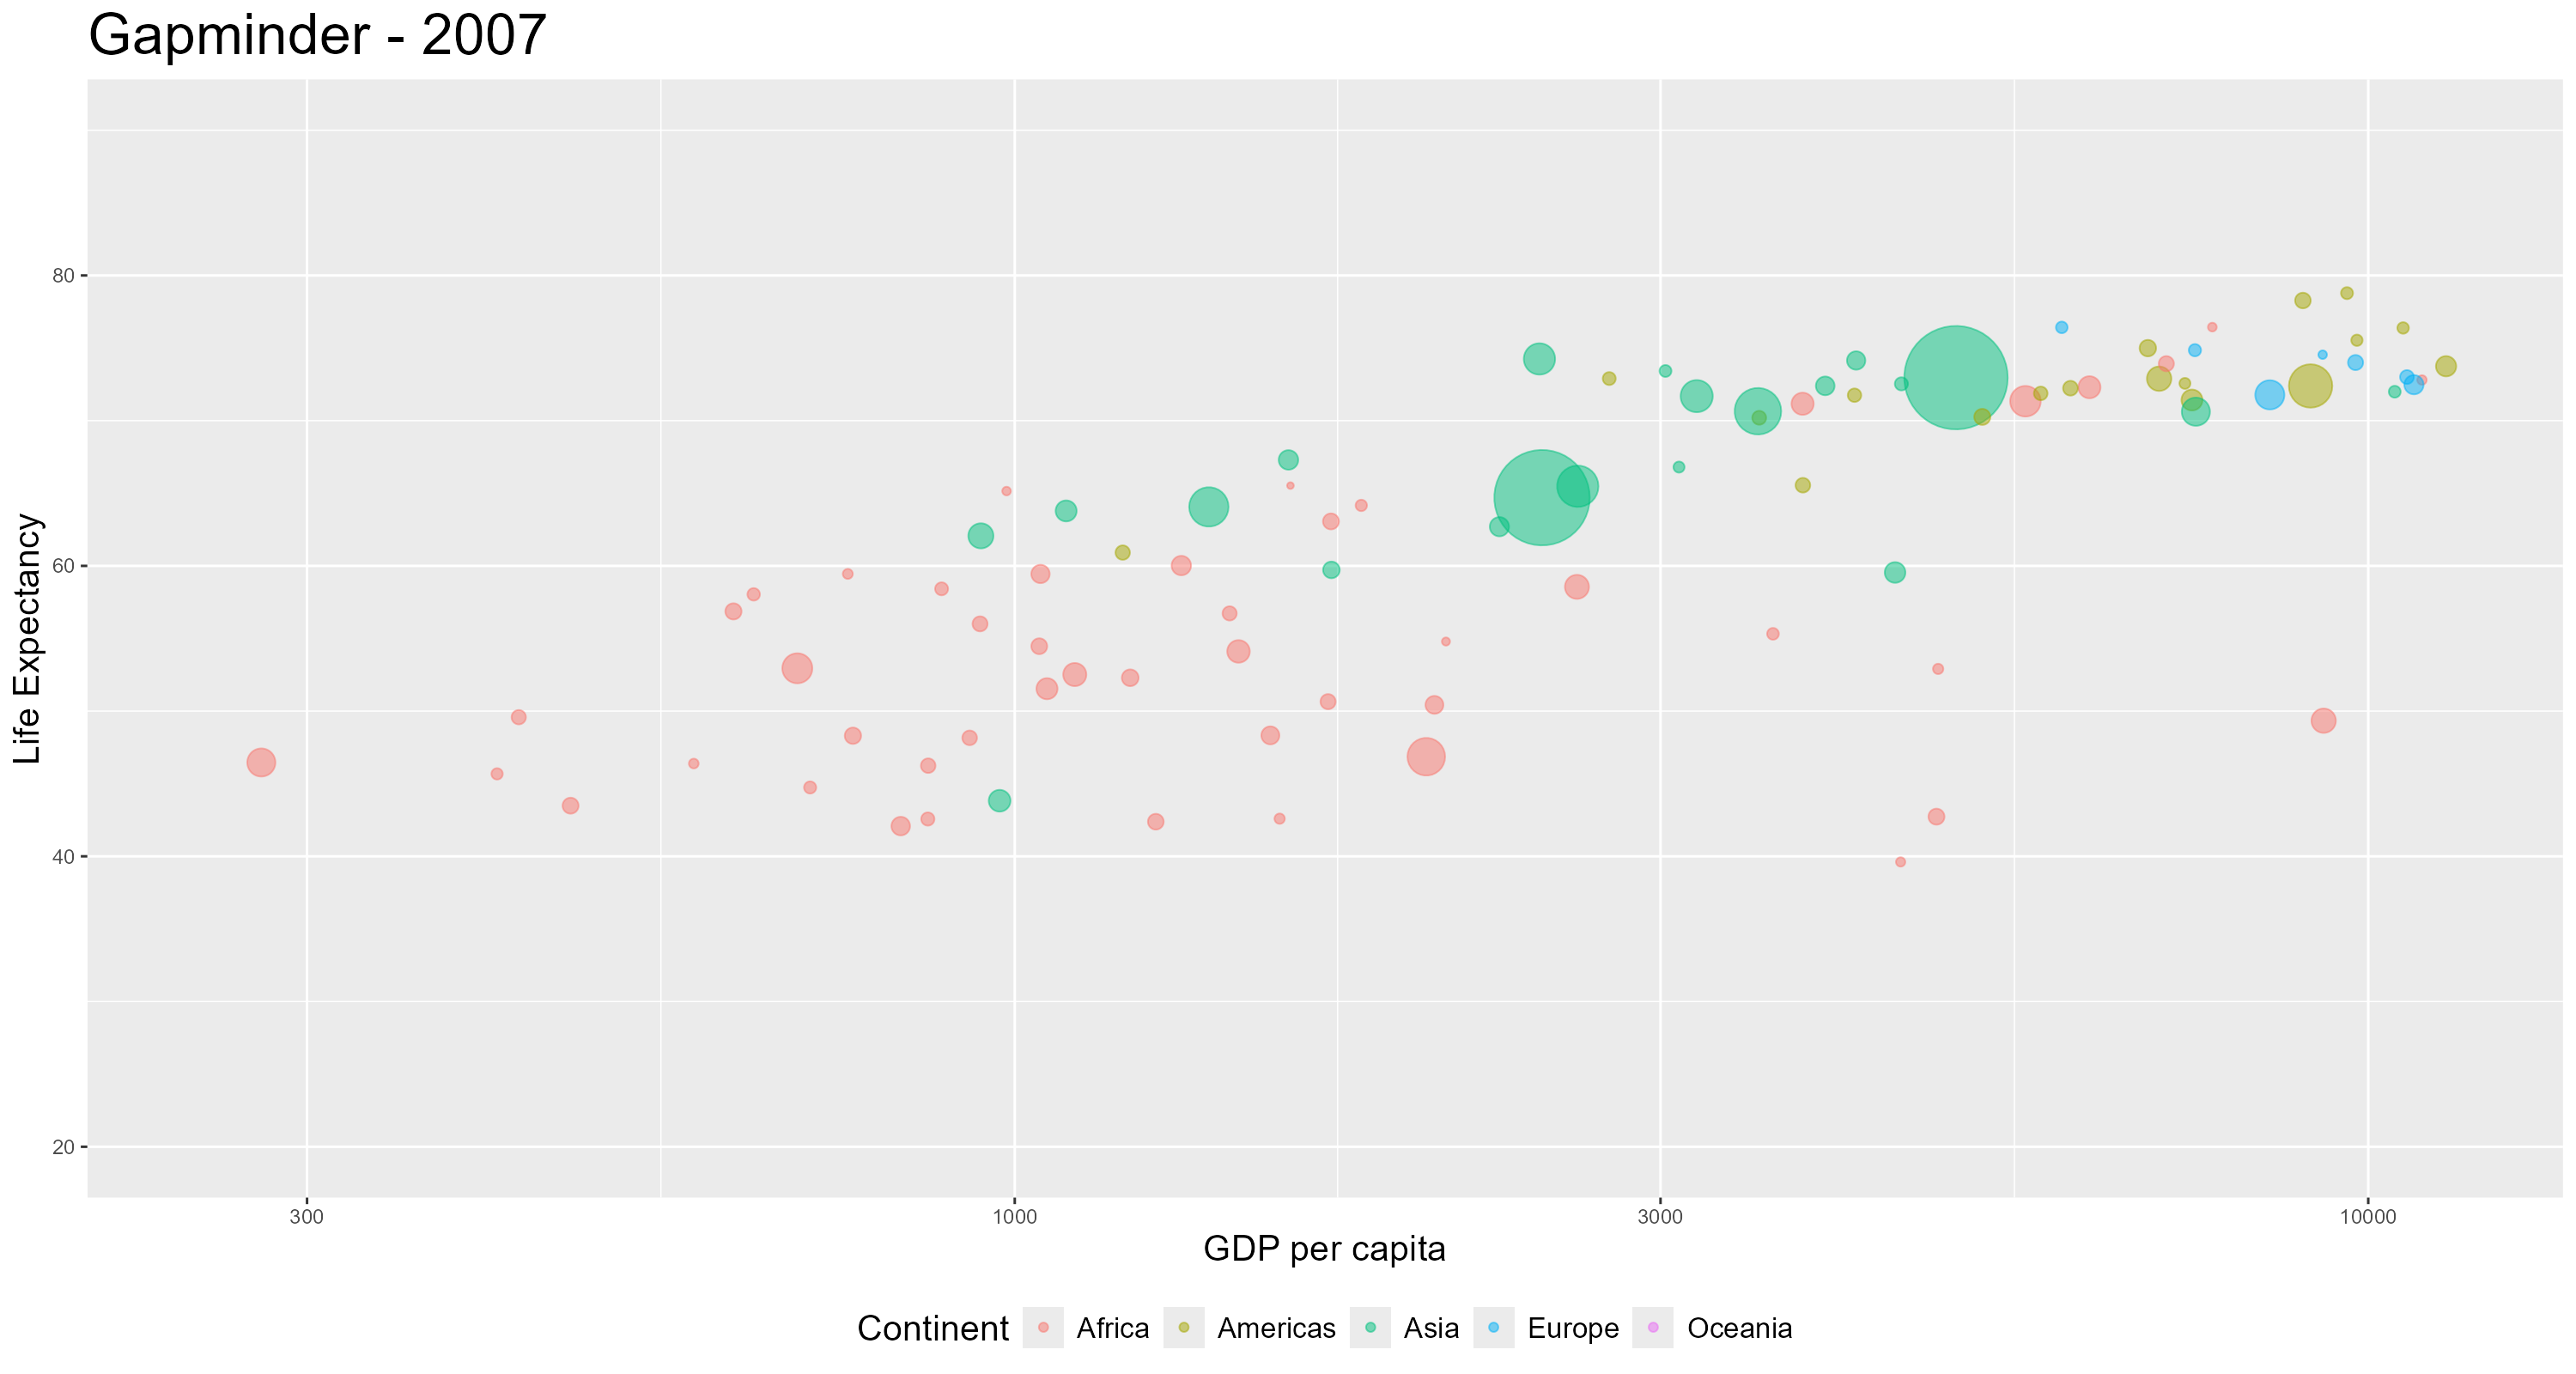 Gapminder - 2007
Life Expectancy
80
60
40
20
300 1000 3000 10000
GDP per capita
Continent Africa Americas Asia Europe Oceania